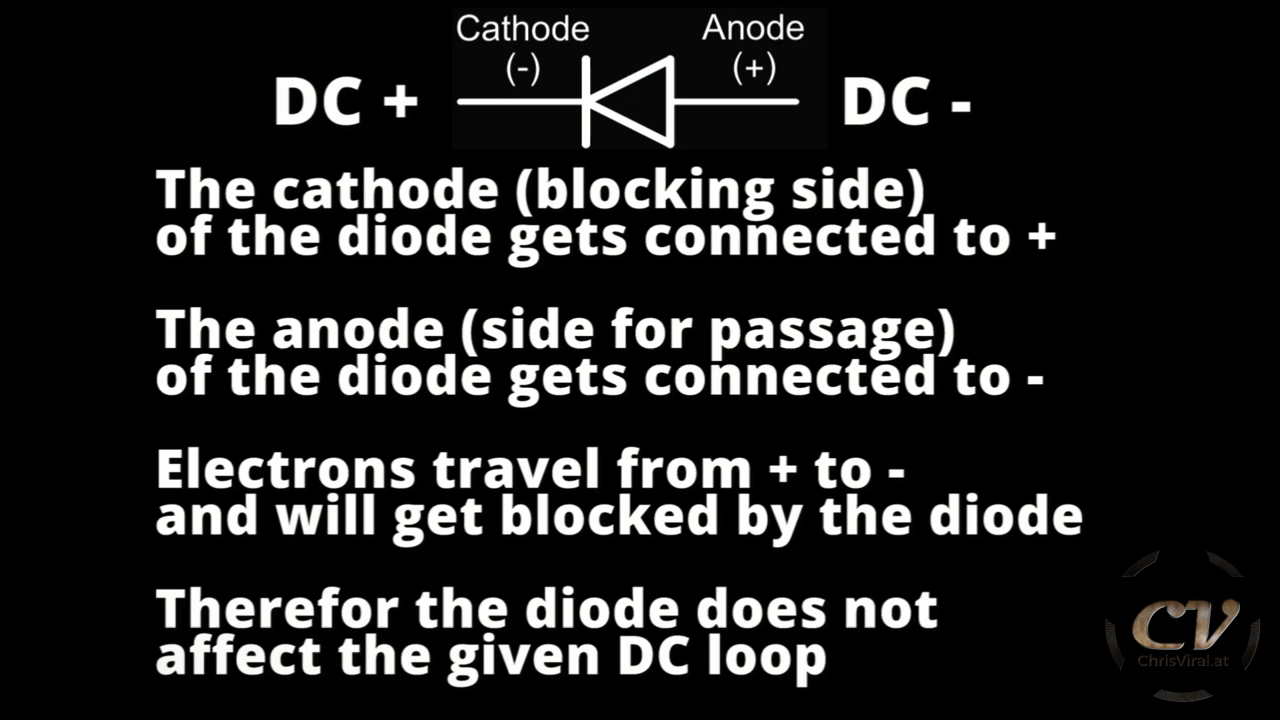 Cathode Anode
(-) (+)
DC + DC -
The cathode (blocking side)
of the diode gets connected to +
The anode (side for passage)
of the diode gets connected to -
Electrons travel from + to -
and will get blocked by the diode
Therefor the diode does not
affect the given DC loop
CV
ChrisViral.at